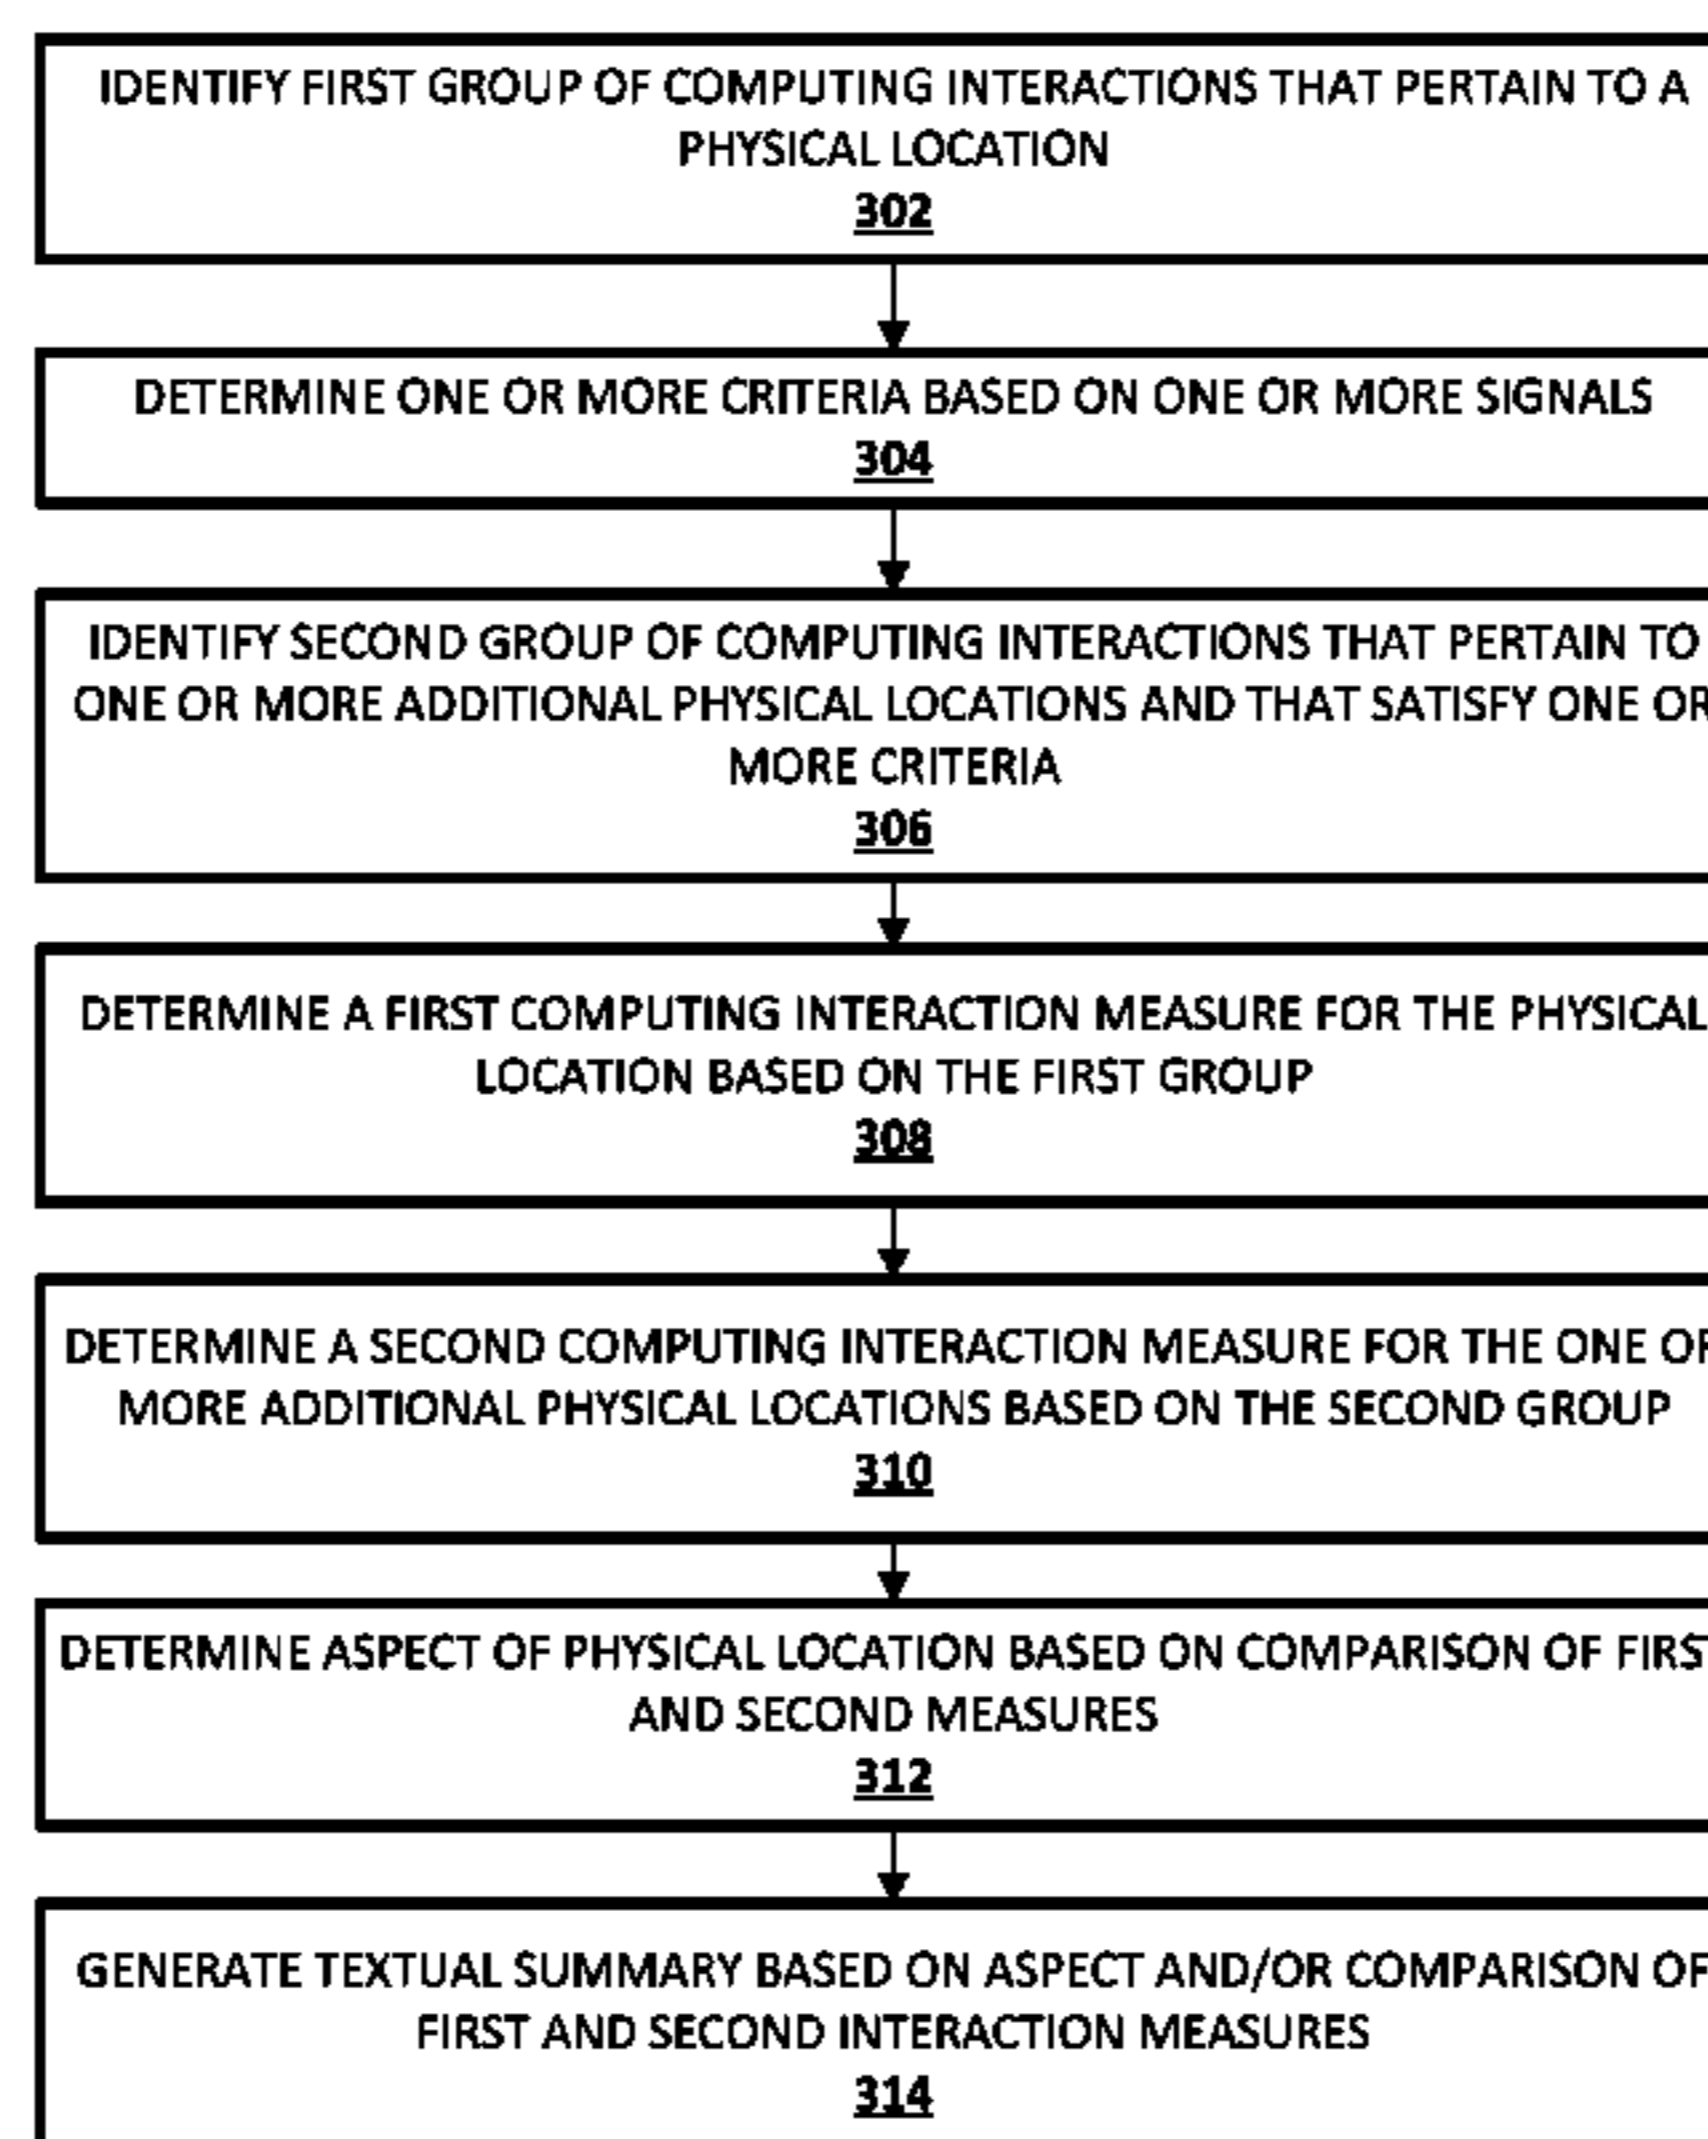 IDENTIFY FIRST GROUP OF COMPUTING INTERACTIONS THAT PERTAIN TO A
PHYSICAL LOCATION
302
DETERMINE ONE OR MORE CRITERIA BASED ON ONE OR MORE SIGNALS
304
IDENTIFY SECOND GROUP OF COMPUTING INTERACTIONS THAT PERTAIN TO
ONE OR MORE ADDITIONAL PHYSICAL LOCATIONS AND THAT SATISFY ONE OR
MORE CRITERIA
306
DETERMINE A FIRST COMPUTING INTERACTION MEASURE FOR THE PHYSICAL
LOCATION BASED ON THE FIRST GROUP
308
DETERMINE A SECOND COMPUTING INTERACTION MEASURE FOR THE ONE OR
MORE ADDITIONAL PHYSICAL LOCATIONS BASED ON THE SECOND GROUP
310
DETERMINE ASPECT OF PHYSICAL LOCATION BASED ON COMPARISON OF FIRST
AND SECOND MEASURES
312
GENERATE TEXTUAL SUMMARY BASED ON ASPECT AND/OR COMPARISON OF
FIRST AND SECOND INTERACTION MEASURES
314